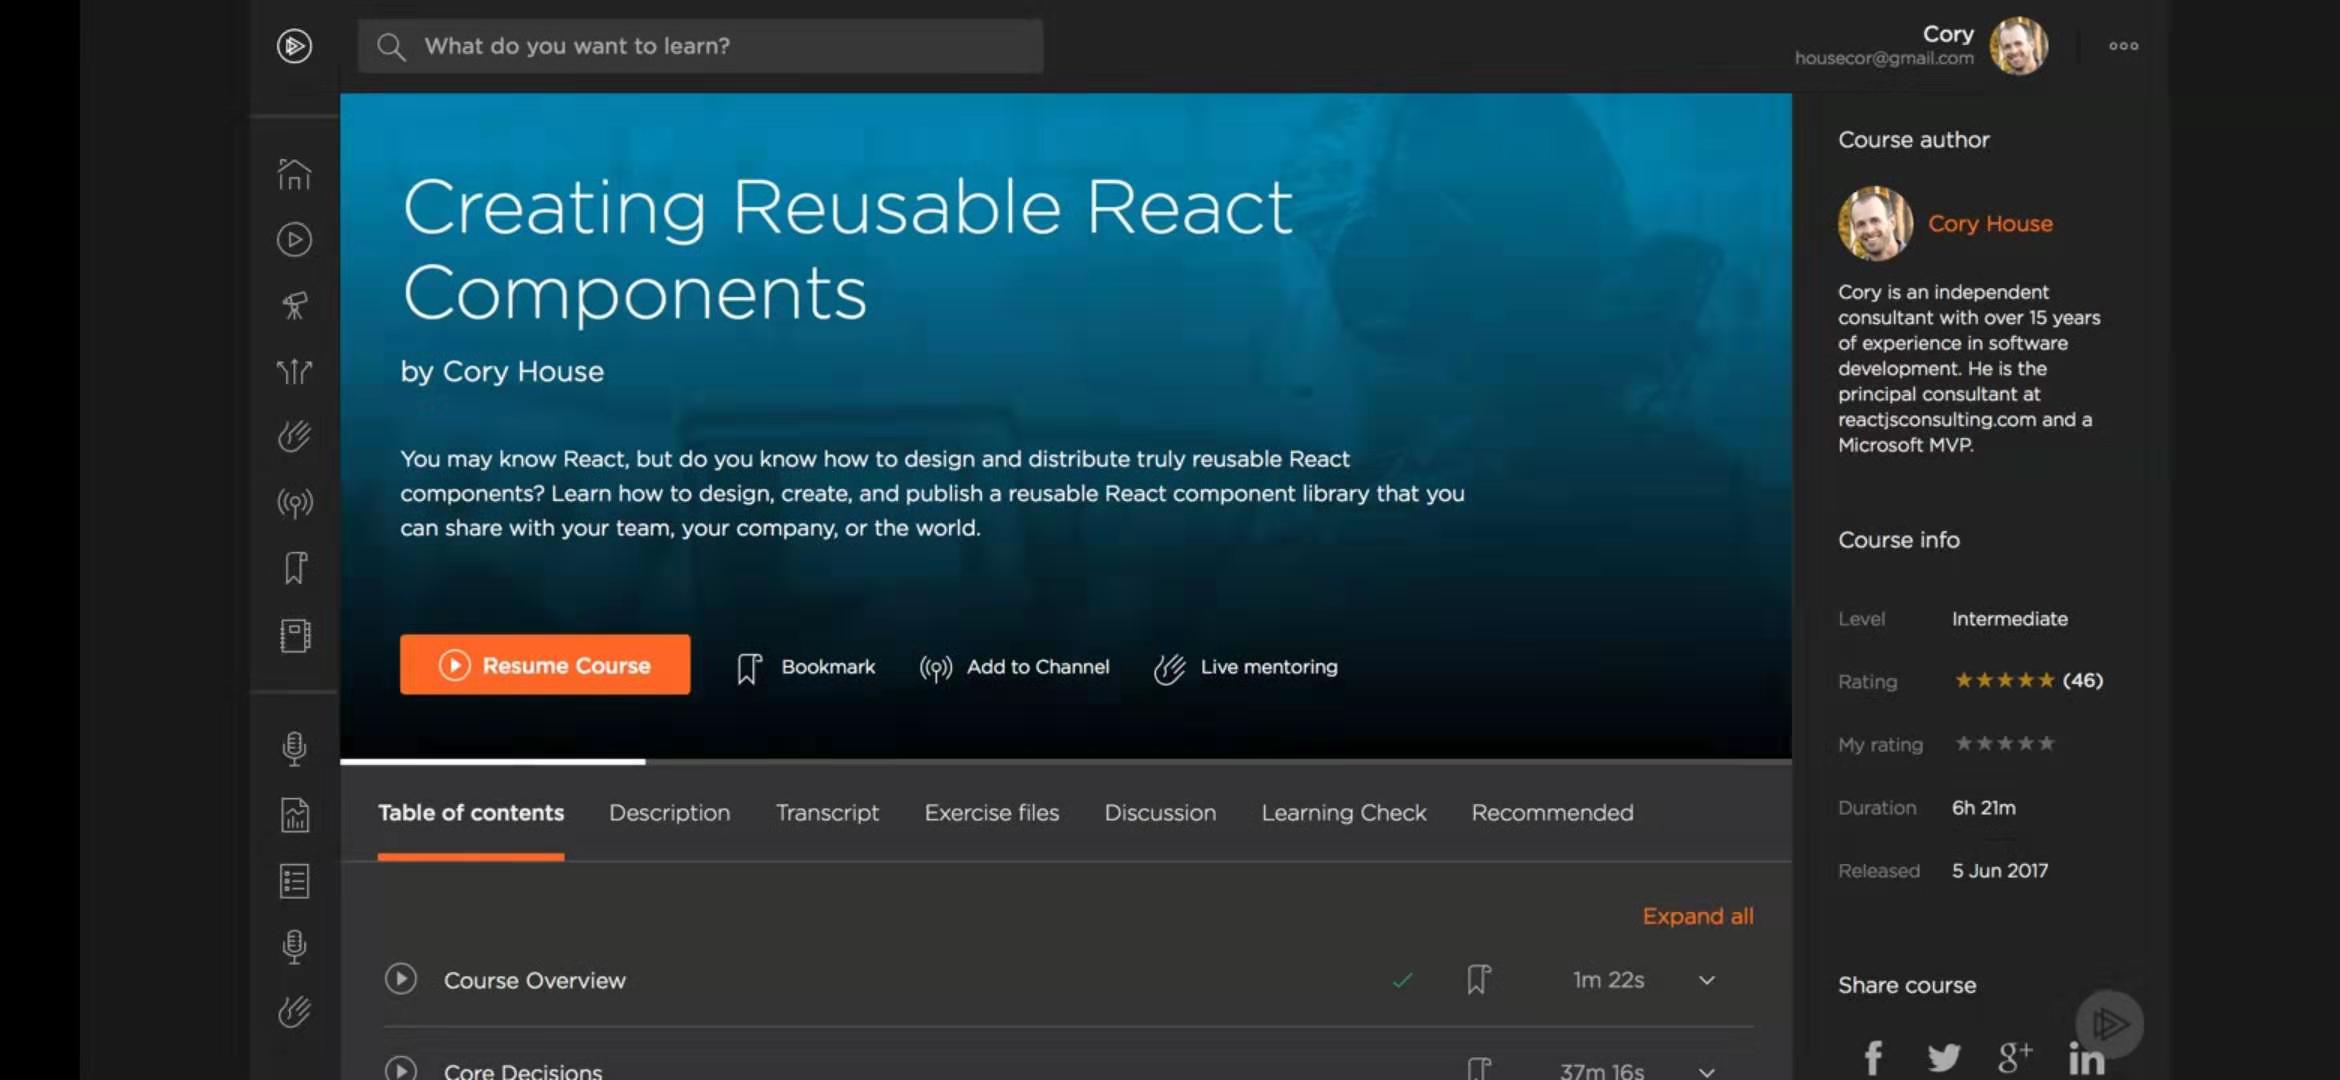 What do you want to learn?
Cory
housecor@gmail.com
Creating Reusable React
Components
by Cory House
You may know React, but do you know how to design and distribute truly reusable React
components? Learn how to design, create, and publish a reusable React component library that you
can share with your team, your company, or the world.
Resume Course
Bookmark
Add to Channel
Live mentoring
Table of contents
Description
Transcript
Exercise files
Discussion
Learning Check
Recommended
Expand all
Course Overview
1m 22s
Core Decisions
37m 16s
Course author
Cory House
Cory is an independent
consultant with over 15 years
of experience in software
development. He is the
principal consultant at
reactjsconsulting.com and a
Microsoft MVP.
Course info
Level Intermediate
Rating ★★★★★ (46)
My rating ★★★★★
Duration 6h 21m
Released 5 Jun 2017
Share course
f
g+
in